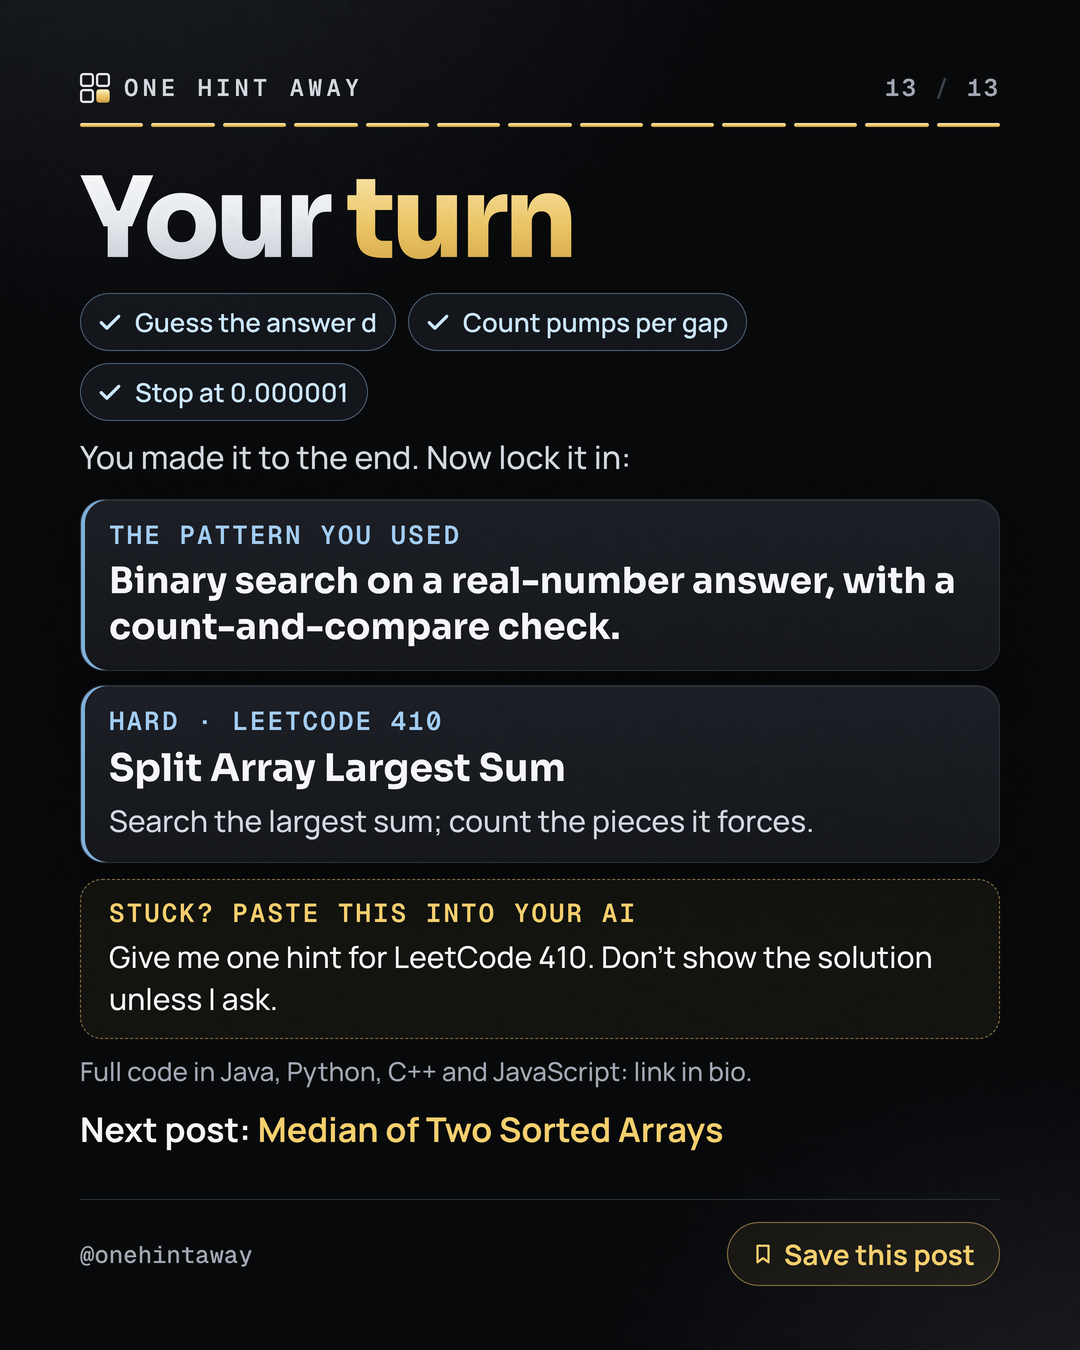 ONE HINT AWAY
13 / 13
Your turn
Guess the answer d
Count pumps per gap
Stop at 0.000001
You made it to the end. Now lock it in:
THE PATTERN YOU USED
Binary search on a real-number answer, with a
count-and-compare check.
HARD · LEETCODE 410
Split Array Largest Sum
Search the largest sum; count the pieces it forces.
STUCK? PASTE THIS INTO YOUR AI
Give me one hint for LeetCode 410. Don’t show the solution
unless I ask.
Full code in Java, Python, C++ and JavaScript: link in bio.
Next post: Median of Two Sorted Arrays
@onehintaway
Save this post